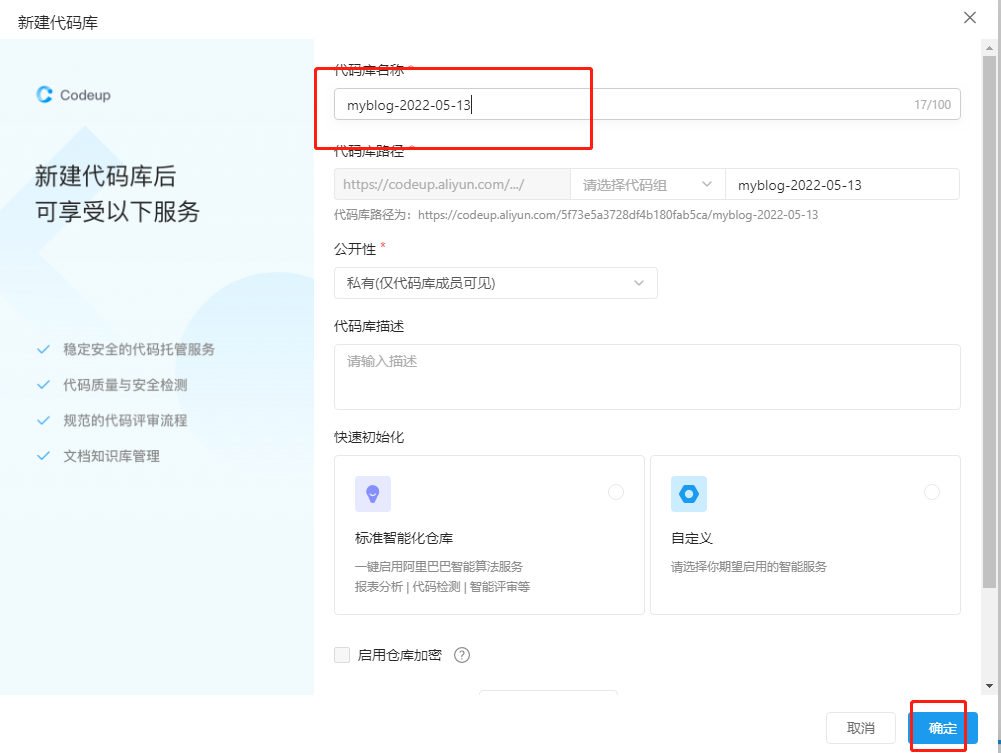 新建代码库
Codeup
新建代码库后
可享受以下服务
稳定安全的代码托管服务
代码质量与安全检测
规范的代码评审流程
文档知识库管理
代码库名称 *
myblog-2022-05-13
17/100
代码库路径 *
https://codeup.aliyun.com/.../
请选择代码组
myblog-2022-05-13
代码库路径为：https://codeup.aliyun.com/5f73e5a3728df4b180fab5ca/myblog-2022-05-13
公开性 *
私有(仅代码库成员可见)
代码库描述
请输入描述
快速初始化
标准智能化仓库
一键启用阿里巴巴智能算法服务
报表分析 | 代码检测 | 智能评审等
自定义
请选择你期望启用的智能服务
启用仓库加密 ?
取消
确定